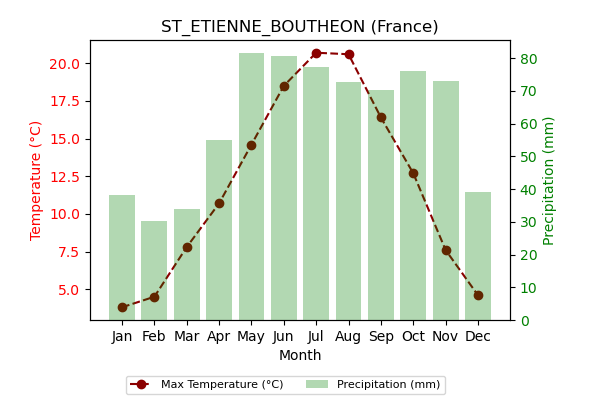 ST_ETIENNE_BOUTHEON (France)
20.0
17.5
15.0
12.5
10.0
7.5
5.0
Temperature (°C)
80
70
60
50
40
30
20
10
0
Precipitation (mm)
Jan Feb Mar Apr May Jun Jul Aug Sep Oct Nov Dec
Month
Max Temperature (°C) Precipitation (mm)